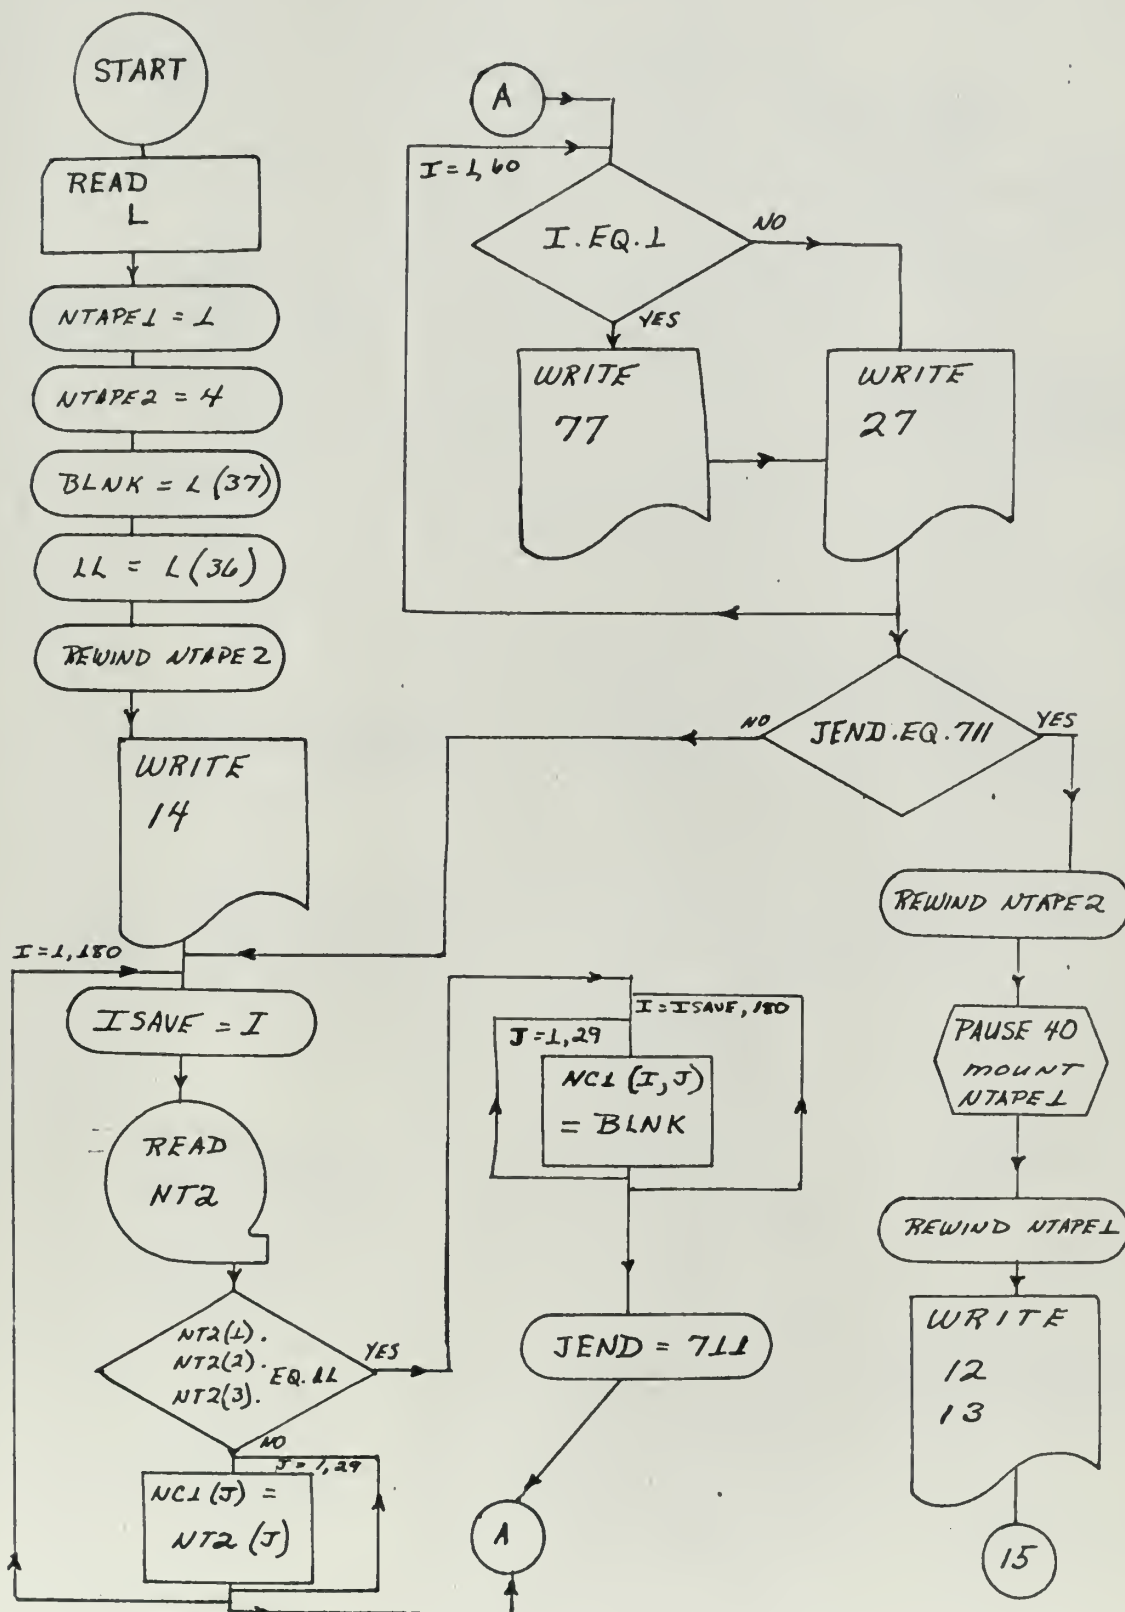 START
READ
L
NTAPE1 = 1
NTAPE2 = 4
BLNK = L(37)
LL = L(36)
REWIND NTAPE2
WRITE
14
I=1,180
ISAVE = I
READ
NT2
NT2(1).
NT2(2).
NT2(3).
EQ.LL
YES
NO
J=1,29
NC1(J) =
NT2(J)
I=ISAVE,180
J=1,29
NC1(I,J)
= BLNK
JEND = 711
A
A
I=1,60
I.EQ.1
NO
YES
WRITE
77
WRITE
27
JEND.EQ.711
NO
YES
REWIND NTAPE2
PAUSE 40
MOUNT
NTAPE1
REWIND NTAPE1
WRITE
12
13
15